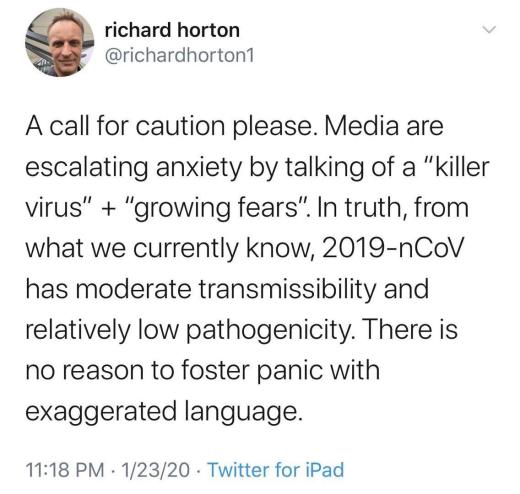 richard horton
@richardhorton1
A call for caution please. Media are
escalating anxiety by talking of a “killer
virus” + “growing fears”. In truth, from
what we currently know, 2019-nCoV
has moderate transmissibility and
relatively low pathogenicity. There is
no reason to foster panic with
exaggerated language.
11:18 PM · 1/23/20 · Twitter for iPad